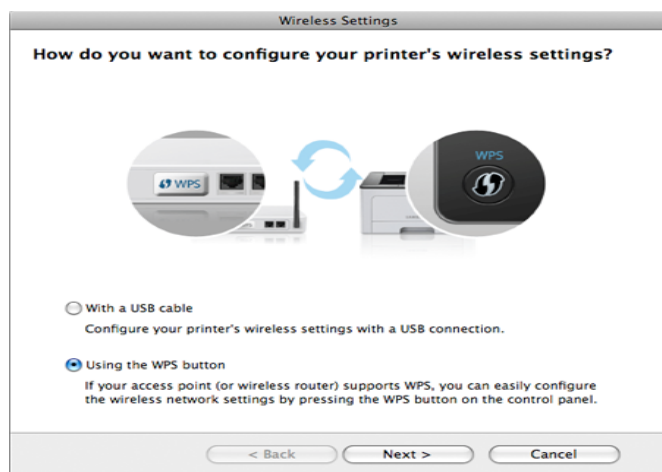 Wireless Settings
How do you want to configure your printer's wireless settings?
WPS
WPS
With a USB cable
Configure your printer's wireless settings with a USB connection.
Using the WPS button
If your access point (or wireless router) supports WPS, you can easily configure
the wireless network settings by pressing the WPS button on the control panel.
< Back Next > Cancel